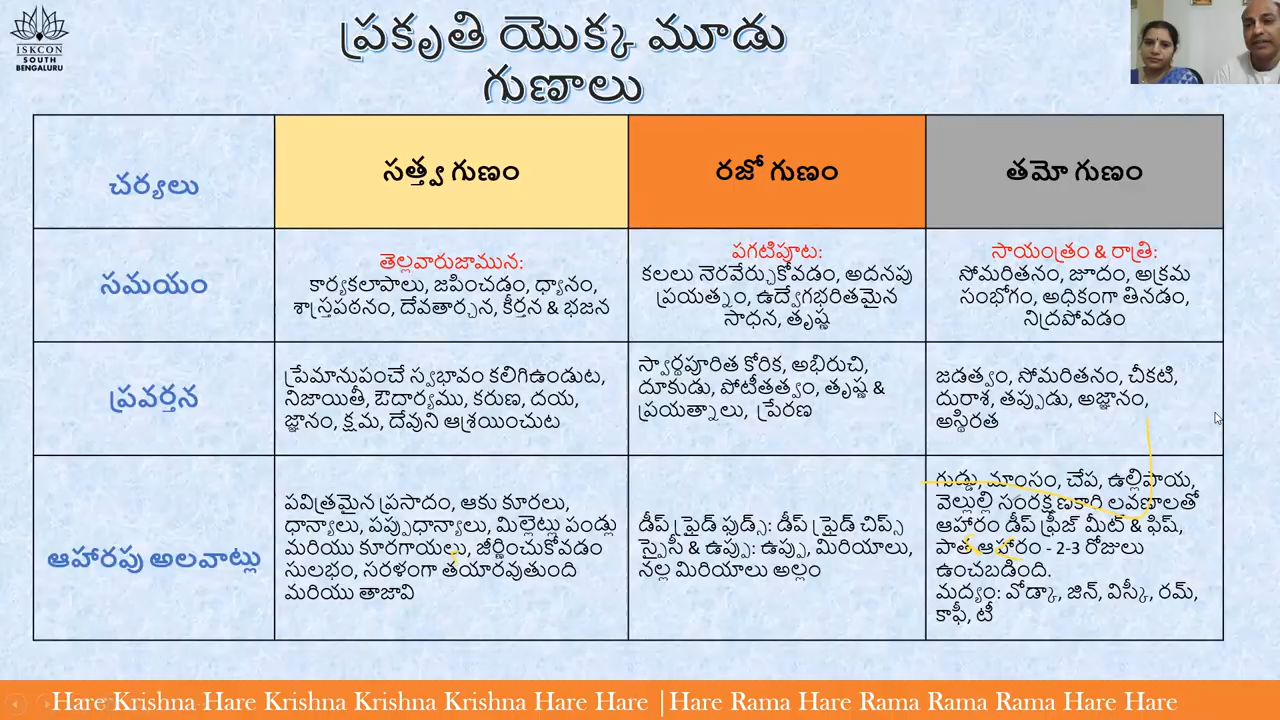 ISKCON
SOUTH
BENGALURU
ప్రకృతి యొక్క మూడు
గుణాలు
చర్యలు
సత్త్వ గుణం
రజో గుణం
తమో గుణం
సమయం
తెల్లవారుజామున:
కార్యకలాపాలు, జపించడం, ధ్యానం,
శాస్త్రపఠనం, దేవతార్చన, కీర్తన & భజన
పగటిపూట:
కలలు నెరవేర్చుకోవడం, అదనపు
ప్రయత్నం, ఉద్వేగభరితమైన
సాధన, తృష్ణ
సాయంత్రం & రాత్రి:
సోమరితనం, జూదం, అక్రమ
సంభోగం, అధికంగా తినడం,
నిద్రపోవడం
ప్రవర్తన
ప్రేమానుపంచే స్వభావం కలిగిఉండుట,
నిజాయితీ, ఔదార్యము, కరుణ, దయ,
జ్ఞానం, క్షమ, దేవుని ఆశ్రయించుట
స్వార్థపూరిత కోరిక, అభిరుచి,
దూకుడు, పోటీతత్వం, తృష్ణ &
ప్రయత్నాలు, ప్రేరణ
జడత్వం, సోమరితనం, చీకటి,
దురాశ, తప్పుడు, అజ్ఞానం,
అస్థిరత
ఆహారపు అలవాట్లు
పవిత్రమైన ప్రసాదం, ఆకు కూరలు,
ధాన్యాలు, పప్పుధాన్యాలు, మిల్లెట్లు పండ్లు
మరియు కూరగాయలు, జీర్ణించుకోవడం
సులభం, సరళంగా తయారవుతుంది
మరియు తాజావి
డీప్ ఫ్రైడ్ ఫుడ్స్: డీప్ ఫ్రైడ్ చిప్స్
స్పైసీ & ఉప్పు: ఉప్పు, మిరియాలు,
నల్ల మిరియాలు అల్లం
గుడ్డు, మాంసం, చేప, ఉల్లిపాయ,
వెల్లుల్లి సంరక్షణకారి లవణాలతో
ఆహారం డీప్ ఫ్రీజ్ మీట్ & ఫిష్,
పాత ఆహారం - 2-3 రోజులు
ఉంచబడింది.
మద్యం: వోడ్కా, జిన్, విస్కీ, రమ్,
కాఫీ, టీ
Hare Krishna Hare Krishna Krishna Krishna Hare Hare |Hare Rama Hare Rama Rama Rama Hare Hare